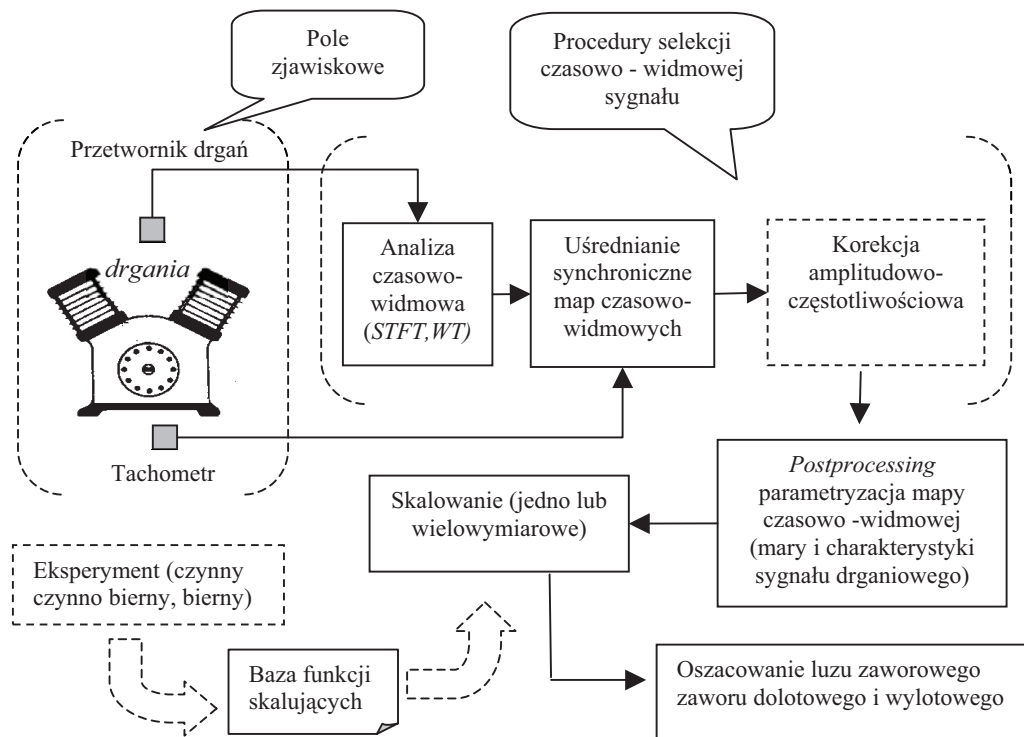 Pole
zjawiskowe
Procedury selekcji
czasowo - widmowej
sygnału
Przetwornik drgań
drgania
Tachometr
Analiza
czasowo-
widmowa
(STFT,WT)
Uśrednianie
synchroniczne
map czasowo-
widmowych
Korekcja
amplitudowo-
częstotliwościowa
Postprocessing
parametryzacja mapy
czasowo -widmowej
(mary i charakterystyki
sygnału drganiowego)
Skalowanie (jedno lub
wielowymiarowe)
Eksperyment (czynny
czynno bierny, bierny)
Baza funkcji
skalujących
Oszacowanie luzu zaworowego
zaworu dolotowego i wylotowego